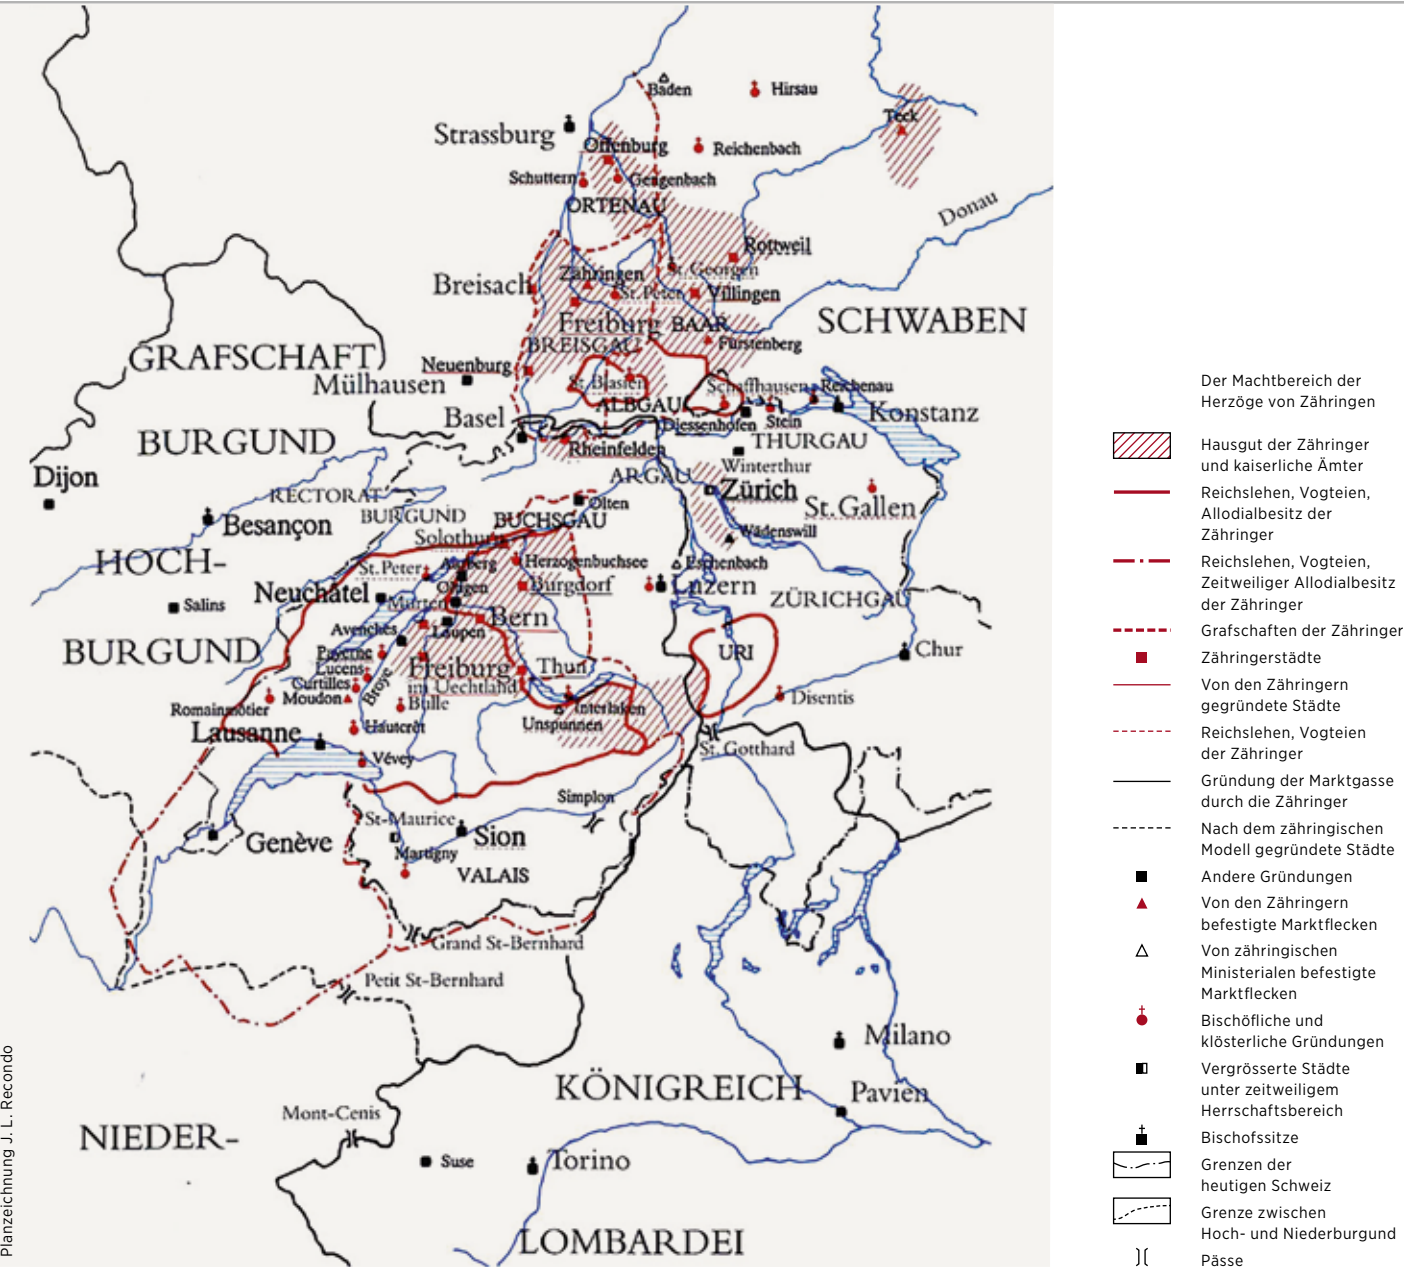 Baden
Hirsau
Teck
Strassburg
Offenburg
Reichenbach
Schuttern
Gengenbach
ORTENAU
Donau
Rottweil
Zähringen
St. Georgen
Breisach
St. Peter
Villingen
Freiburg
BAAR
SCHWABEN
BREISGAU
Fürstenberg
GRAFSCHAFT
Neuenburg
Mülhausen
St. Blasien
Schaffhausen
Reichenau
ALBGAU
Konstanz
Basel
Diessenhofen
Stein
BURGUND
THURGAU
Rheinfelden
Dijon
ARGAU
Winterthur
Zürich
RECTORAT
BURGUND
Olten
St. Gallen
Besançon
BUCHSGAU
Wädenswill
Solothurn
HOCH-
St. Peter
Aarberg
Herzogenbuchsee
Eschenbach
Neuchâtel
Burgdorf
Luzern
ZÜRICHGAU
Salins
Murten
Bern
Avenches
Laupen
BURGUND
Payerne
URI
Chur
Lucens
Freiburg
Thun
Curtilles
im Uechtland
Moudon
Broye
Bulle
Disentis
Romainmôtier
Interlaken
Unspunnen
Lausanne
Hautcrêt
St. Gotthard
Vévey
Simplon
St-Maurice
Sion
Genève
Martigny
VALAIS
Grand St-Bernhard
Petit St-Bernhard
Milano
KÖNIGREICH
Pavien
Mont-Cenis
NIEDER-
Suse
Torino
LOMBARDEI
Planzeichnung J. L. Recondo
Der Machtbereich der
Herzöge von Zähringen
Hausgut der Zähringer
und kaiserliche Ämter
Reichslehen, Vogteien,
Allodialbesitz der
Zähringer
Reichslehen, Vogteien,
Zeitweiliger Allodialbesitz
der Zähringer
Grafschaften der Zähringer
Zähringerstädte
Von den Zähringern
gegründete Städte
Reichslehen, Vogteien
der Zähringer
Gründung der Marktgasse
durch die Zähringer
Nach dem zähringischen
Modell gegründete Städte
Andere Gründungen
Von den Zähringern
befestigte Marktflecken
Von zähringischen
Ministerialen befestigte
Marktflecken
Bischöfliche und
klösterliche Gründungen
Vergrösserte Städte
unter zeitweiligem
Herrschaftsbereich
Bischofssitze
Grenzen der
heutigen Schweiz
Grenze zwischen
Hoch- und Niederburgund
Pässe